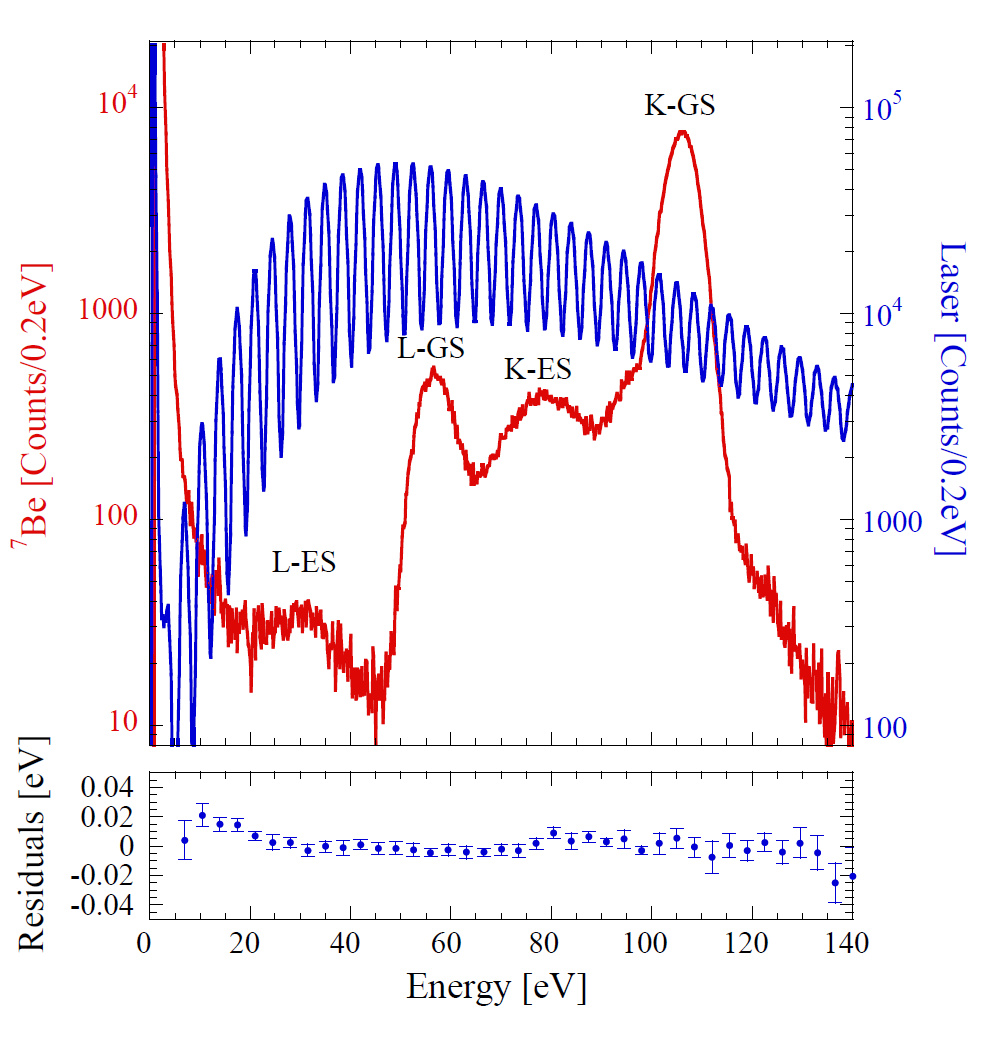 K-GS
L-GS
K-ES
L-ES
10⁴
1000
100
10
⁷Be [Counts/0.2eV]
10⁵
10⁴
1000
100
Laser [Counts/0.2eV]
0.04
0.02
0
-0.02
-0.04
Residuals [eV]
0 20 40 60 80 100 120 140
Energy [eV]